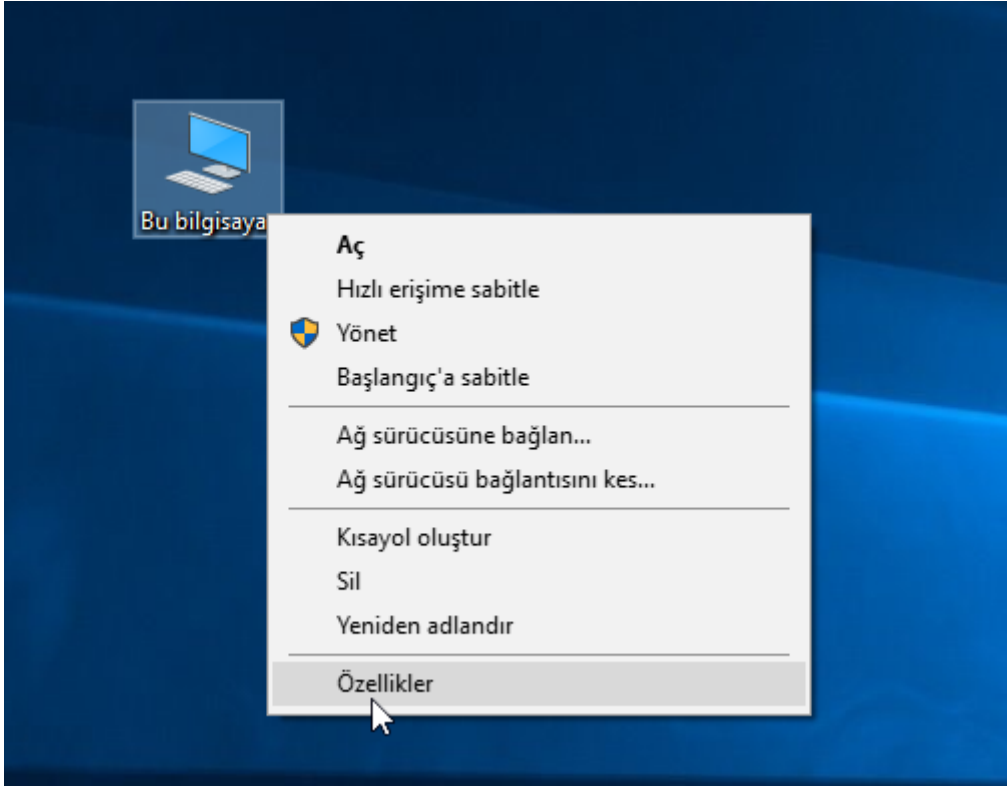 Bu bilgisaya
Aç
Hızlı erişime sabitle
Yönet
Başlangıç'a sabitle
Ağ sürücüsüne bağlan...
Ağ sürücüsü bağlantısını kes...
Kısayol oluştur
Sil
Yeniden adlandır
Özellikler